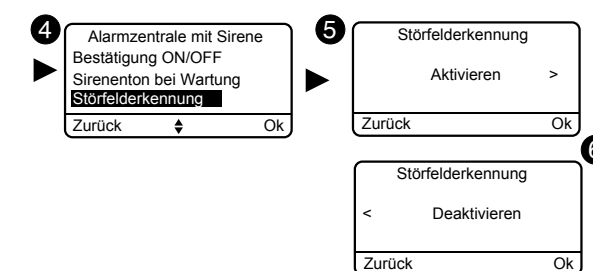 4
Alarmzentrale mit Sirene
Bestätigung ON/OFF
Sirenenton bei Wartung
Störfelderkennung
Zurück Ok
5
Störfelderkennung
Aktivieren >
Zurück Ok
6
Störfelderkennung
< Deaktivieren
Zurück Ok